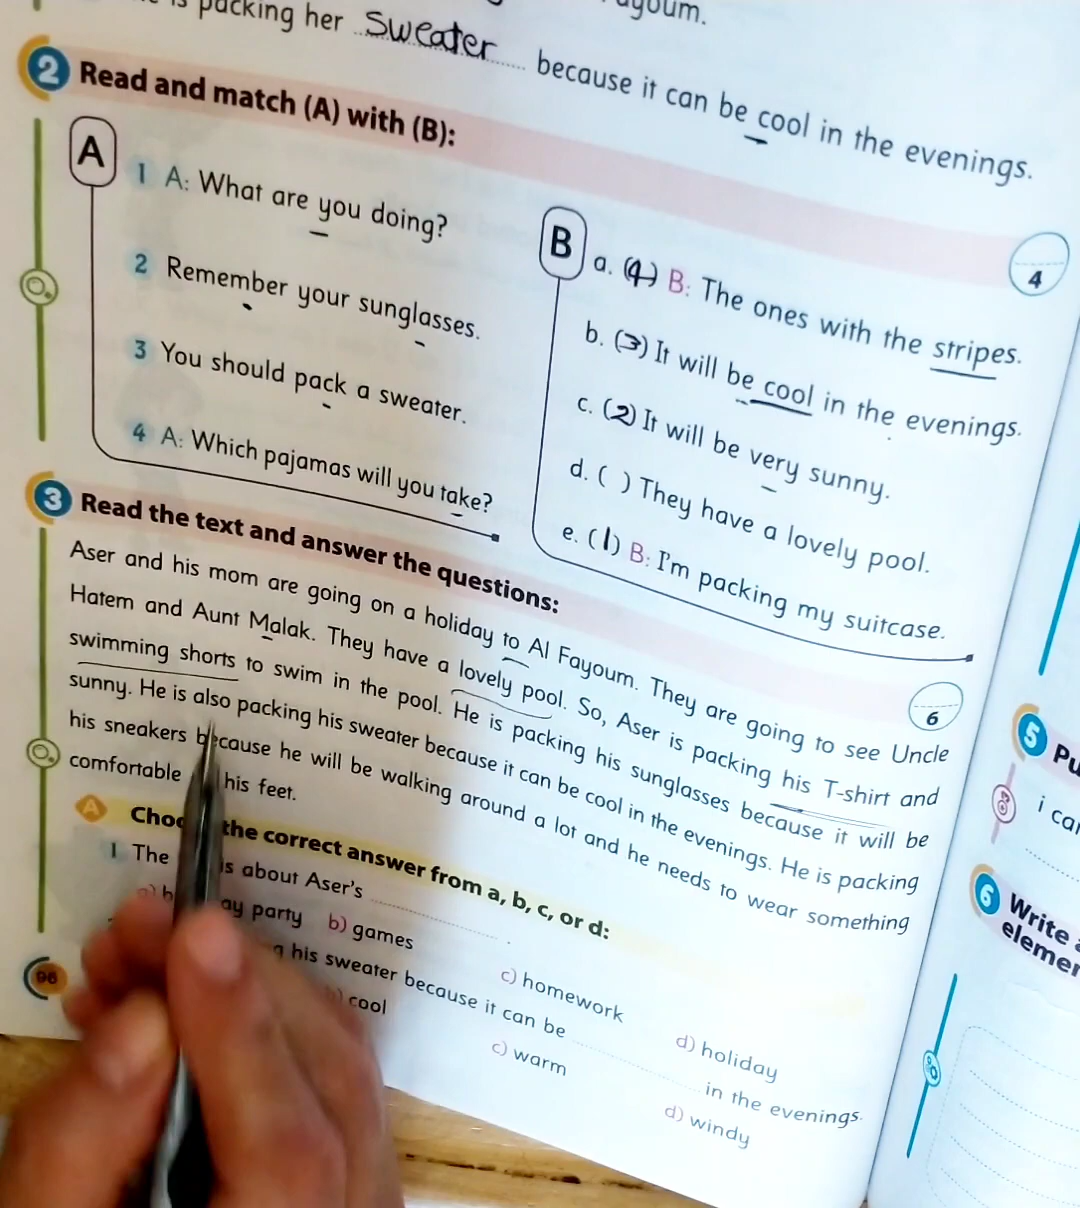 packing her Sweater because it can be cool in the evenings.
2 Read and match (A) with (B):
A
1 A: What are you doing?
2 Remember your sunglasses.
3 You should pack a sweater.
4 A: Which pajamas will you take?
B
4
a. (4) B: The ones with the stripes.
b. (3) It will be cool in the evenings.
c. (2) It will be very sunny.
d. ( ) They have a lovely pool.
e. (1) B: I'm packing my suitcase.
3 Read the text and answer the questions:
6
Aser and his mom are going on a holiday to Al Fayoum. They are going to see Uncle
Hatem and Aunt Malak. They have a lovely pool. So, Aser is packing his T-shirt and
swimming shorts to swim in the pool. He is packing his sunglasses because it will be
sunny. He is also packing his sweater because it can be cool in the evenings. He is packing
his sneakers because he will be walking around a lot and he needs to wear something
comfortable his feet.
A the correct answer from a, b, c, or d:
1 The is about Aser's
party b) games c) homework d) holiday
his sweater because it can be in the evenings.
cool c) warm d) windy
96
5
6 Write